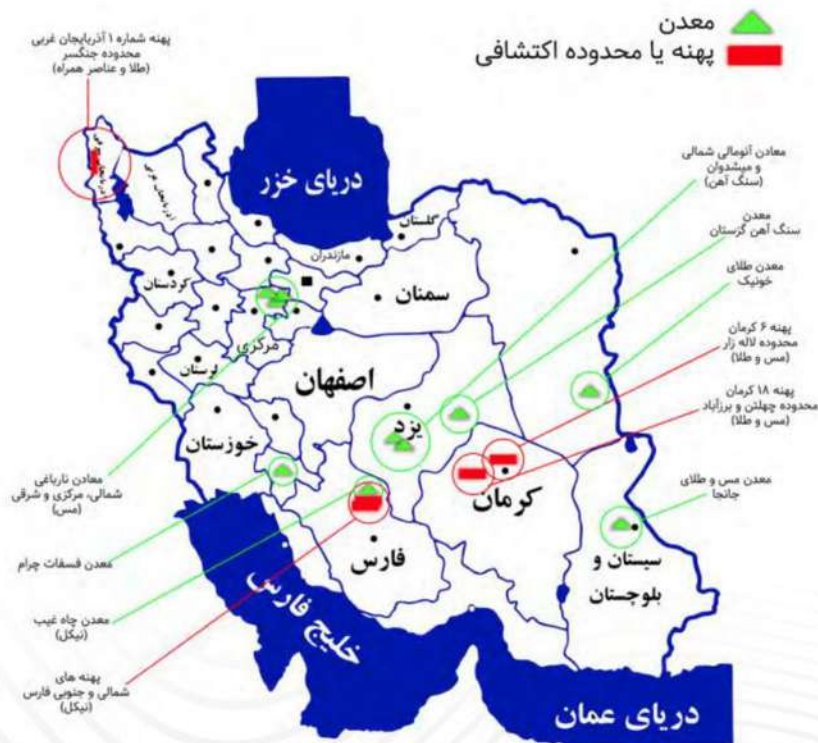 معدن
پهنه یا محدوده اکتشافی
پهنه شماره ۱ آذربایجان غربی
محدوده جنگسر
(طلا و عناصر همراه)
معادن آنومالی شمالی
و میشدوان
(سنگ آهن)
معدن
سنگ آهن گزستان
معدن طلای
خونیک
پهنه ۶ کرمان
محدوده لاله زار
(مس و طلا)
پهنه ۱۸ کرمان
محدوده چهلتن و برزآباد
(مس و طلا)
معدن مس و طلای
جانجا
معادن نارباغی
شمالی، مرکزی و شرقی
(مس)
معدن فسفات چرام
معدن چاه غیب
(نیکل)
پهنه های
شمالی و جنوبی فارس
(نیکل)
دریای خزر
گلستان
مازندران
سمنان
کردستان
مرکزی
لرستان
اصفهان
خوزستان
یزد
کرمان
فارس
سیستان و
بلوچستان
خلیج فارس
دریای عمان